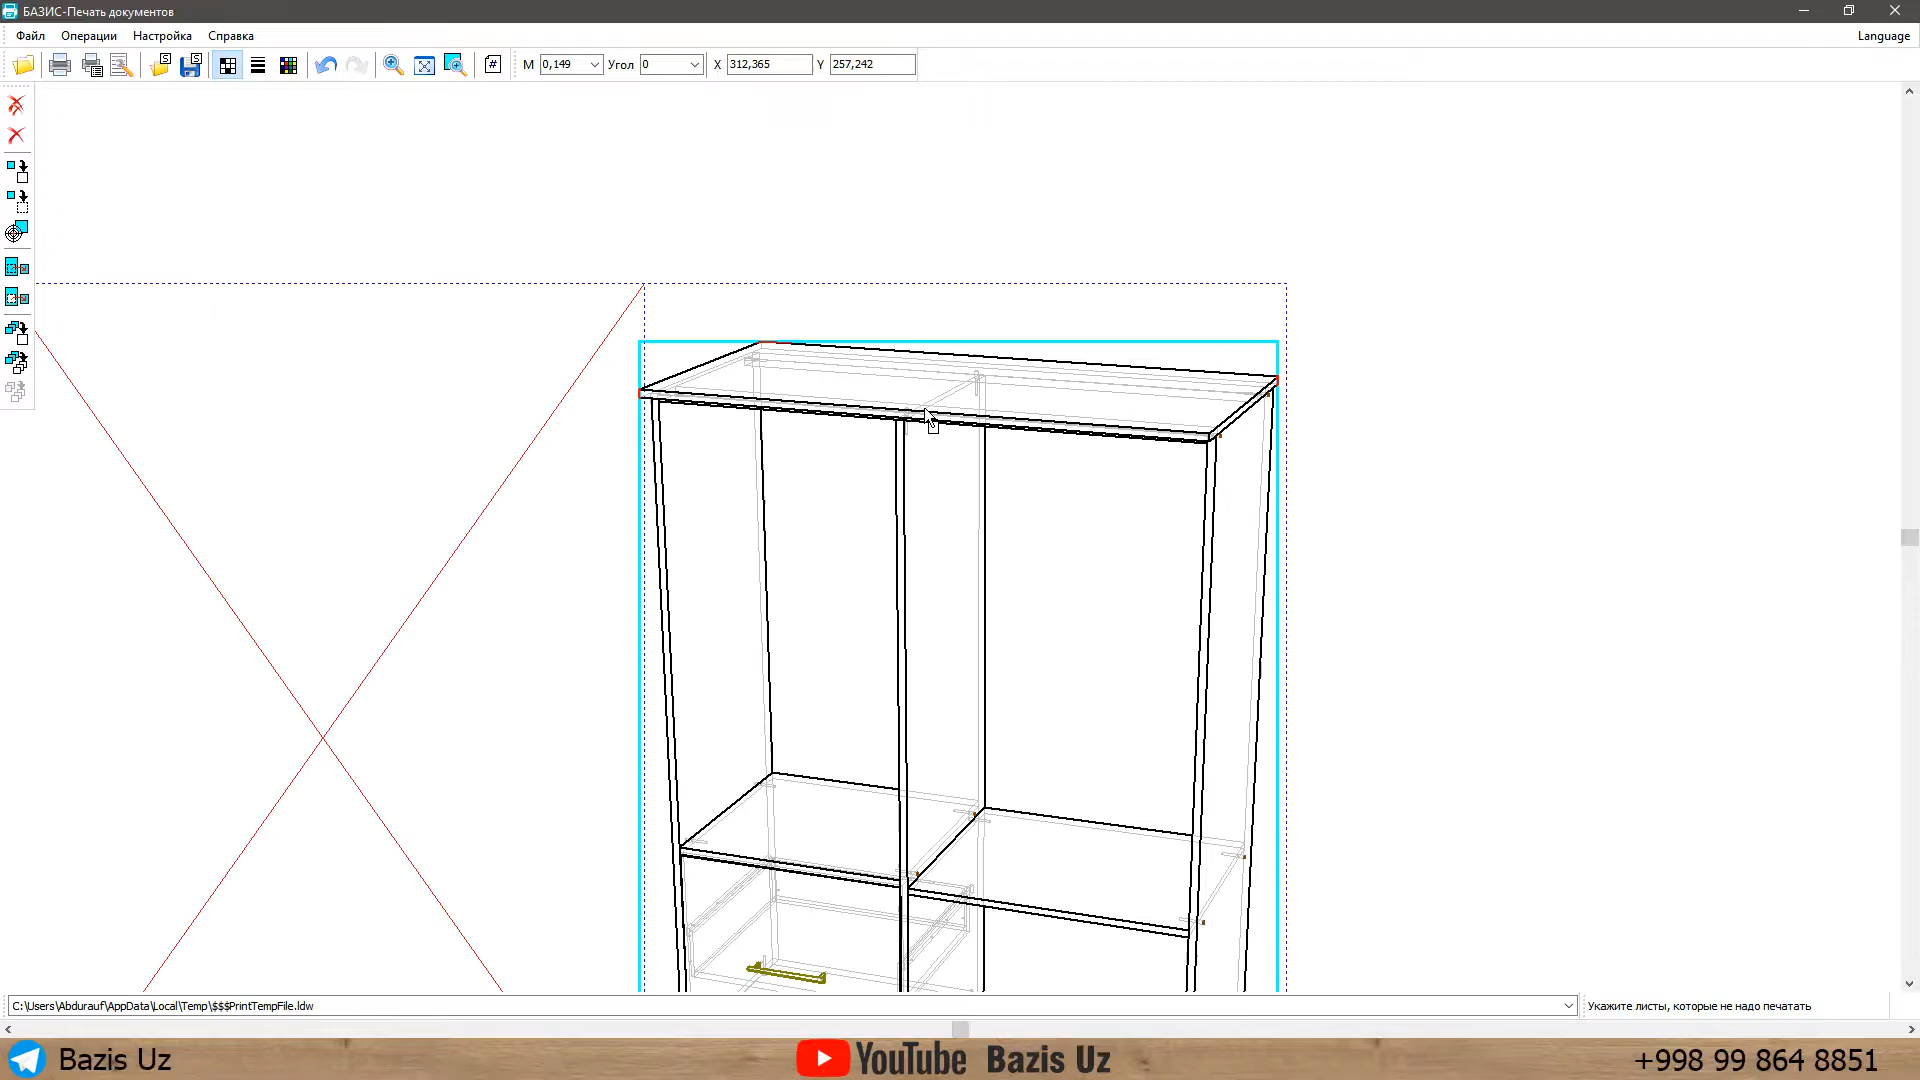 БАЗИС-Печать документов
Файл Операции Настройка Справка Language
М 0,149 Угол 0 X 312,365 Y 257,242
C:\Users\Abdurauf\AppData\Local\Temp\$$$PrintTempFile.ldw Укажите листы, которые не надо печатать
Bazis Uz YouTube Bazis Uz +998 99 864 8851